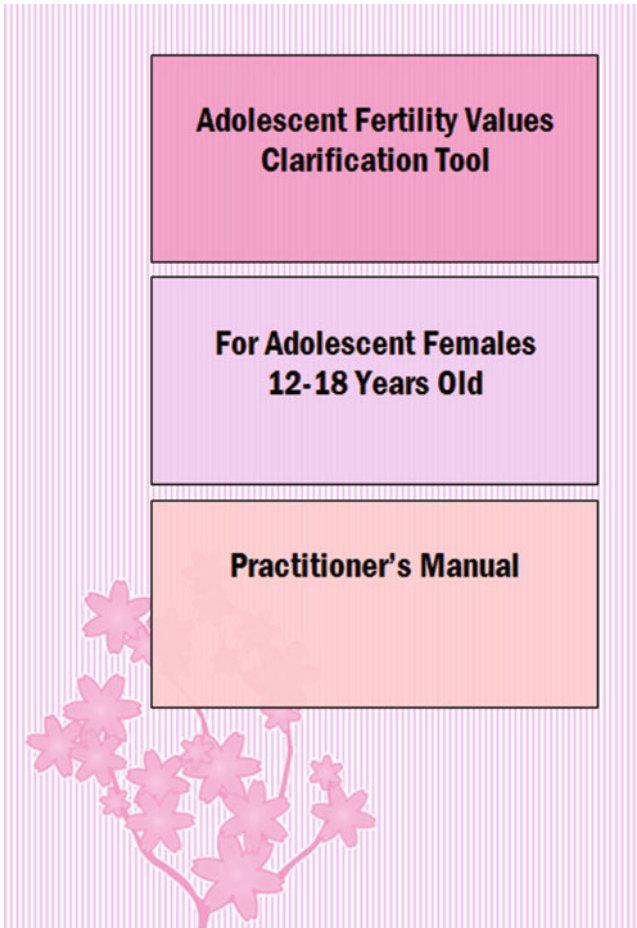 Adolescent Fertility Values
Clarification Tool
For Adolescent Females
12-18 Years Old
Practitioner’s Manual